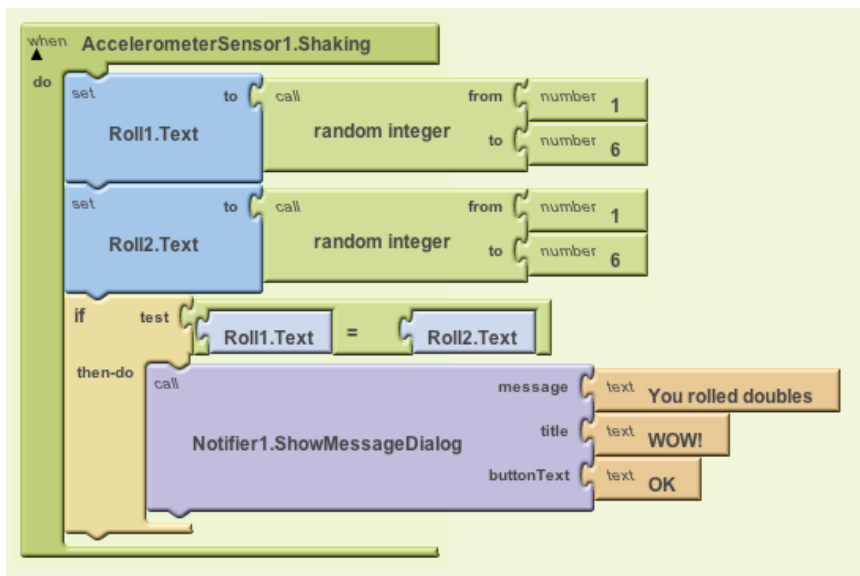 when AccelerometerSensor1.Shaking
do
set to call from number 1
Roll1.Text random integer
to number 6
set to call from number 1
Roll2.Text random integer
to number 6
if test Roll1.Text = Roll2.Text
then-do call message text You rolled doubles
Notifier1.ShowMessageDialog title text WOW!
buttonText text OK